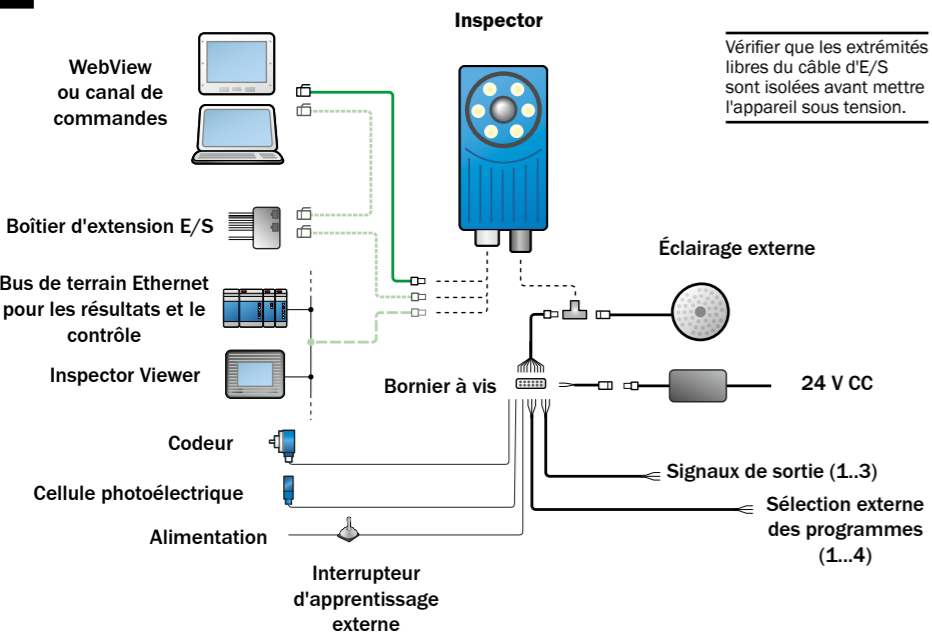 Inspector
Vérifier que les extrémités
libres du câble d'E/S
sont isolées avant mettre
l'appareil sous tension.
WebView
ou canal de
commandes
Boîtier d'extension E/S
Éclairage externe
Bus de terrain Ethernet
pour les résultats et le
contrôle
Inspector Viewer
Bornier à vis
24 V CC
Codeur
Signaux de sortie (1..3)
Cellule photoélectrique
Sélection externe
des programmes
(1...4)
Alimentation
Interrupteur
d'apprentissage
externe